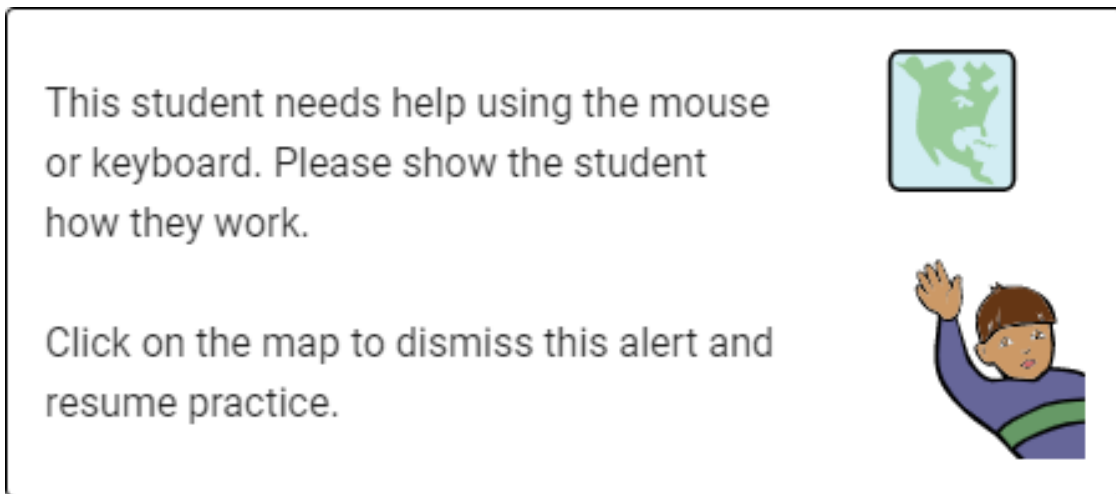 This student needs help using the mouse
or keyboard. Please show the student
how they work.
Click on the map to dismiss this alert and
resume practice.